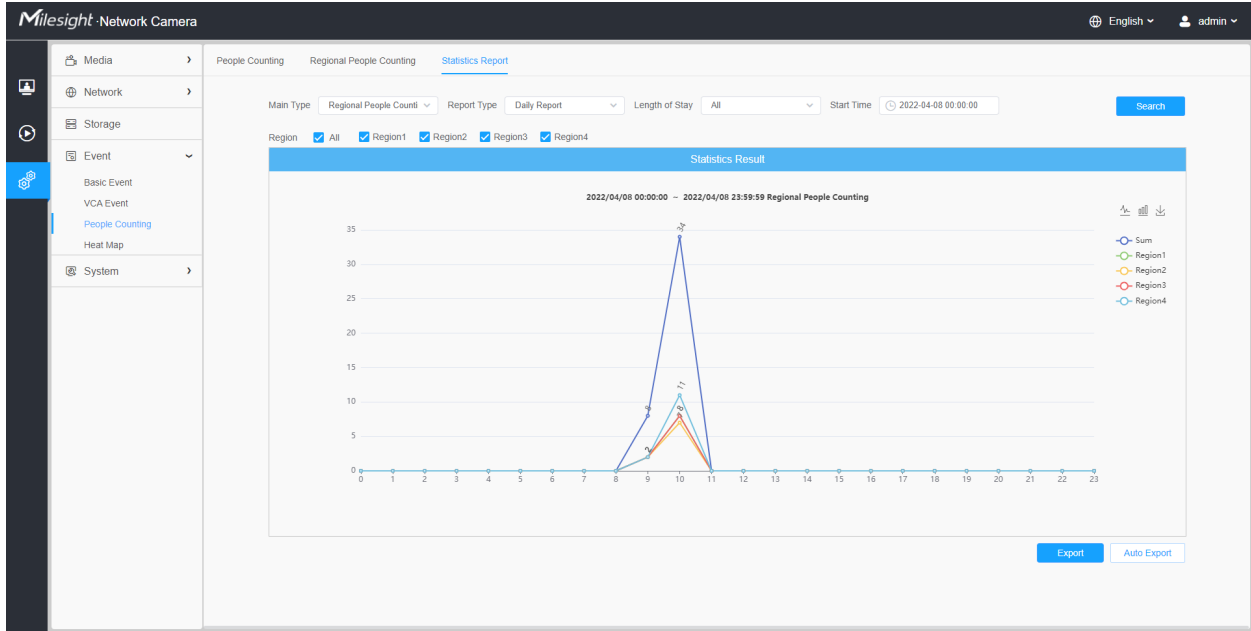 Milesight · Network Camera
English
admin
Media
Network
Storage
Event
Basic Event
VCA Event
People Counting
Heat Map
System
People Counting Regional People Counting Statistics Report
Main Type Regional People Counti Report Type Daily Report Length of Stay All Start Time 2022-04-08 00:00:00 Search
Region All Region1 Region2 Region3 Region4
Statistics Result
2022/04/08 00:00:00 ~ 2022/04/08 23:59:59 Regional People Counting
Sum
Region1
Region2
Region3
Region4
35
30
25
20
15
10
5
0
34
11
8
8
2
0 1 2 3 4 5 6 7 8 9 10 11 12 13 14 15 16 17 18 19 20 21 22 23
Export Auto Export